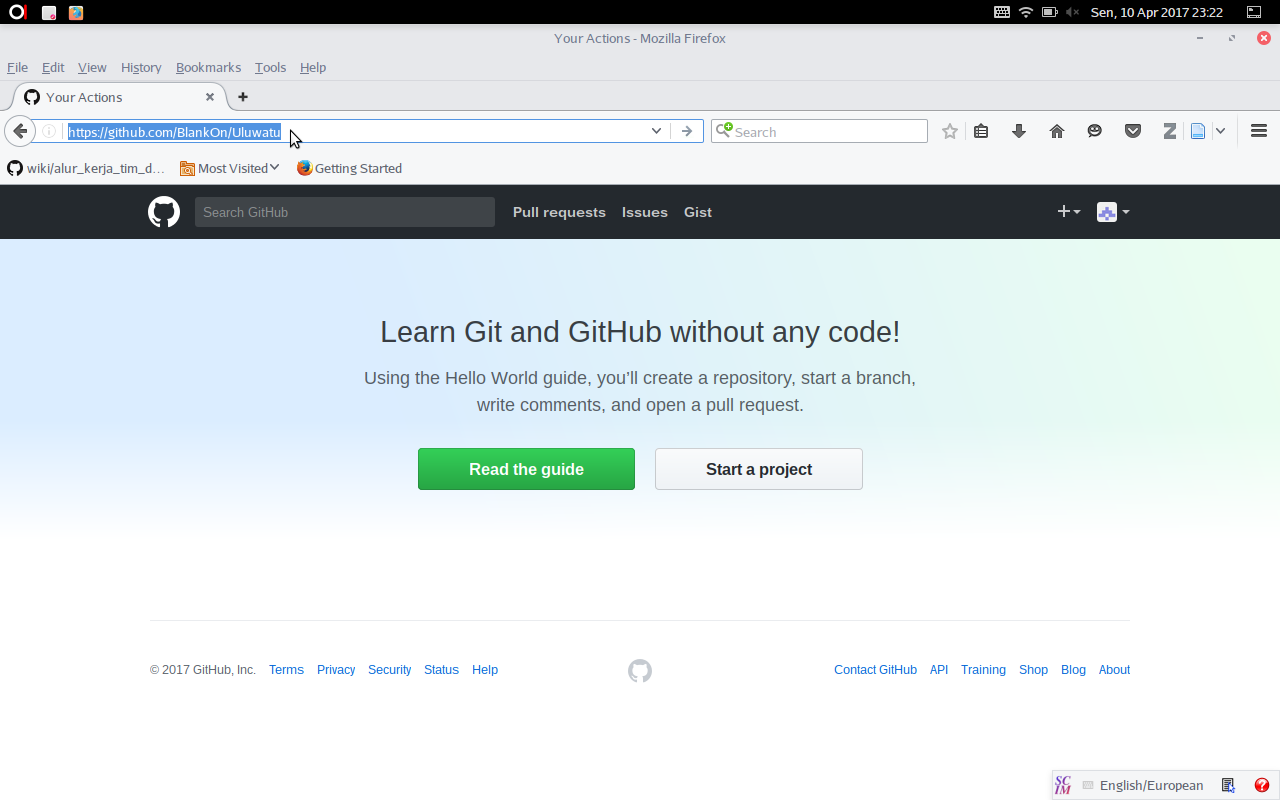 Sen, 10 Apr 2017 23:22
Your Actions - Mozilla Firefox
File Edit View History Bookmarks Tools Help
Your Actions
https://github.com/BlankOn/Uluwatu
Search
wiki/alur_kerja_tim_d... Most Visited Getting Started
Search GitHub Pull requests Issues Gist
Learn Git and GitHub without any code!
Using the Hello World guide, you’ll create a repository, start a branch,
write comments, and open a pull request.
Read the guide Start a project
© 2017 GitHub, Inc. Terms Privacy Security Status Help Contact GitHub API Training Shop Blog About
SCIM English/European